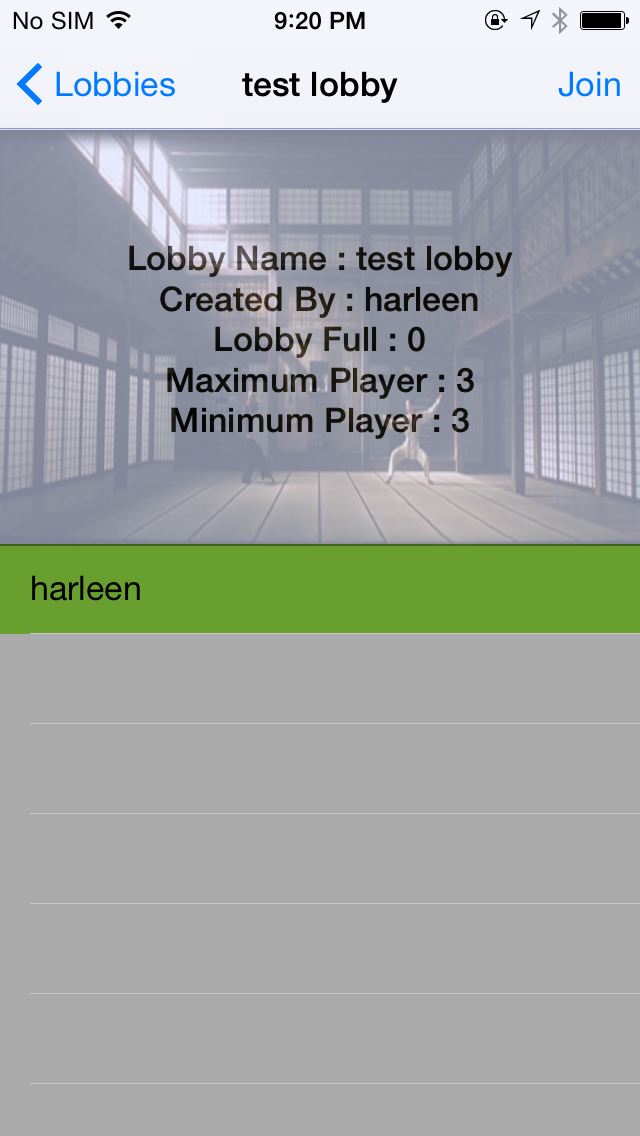 No SIM 9:20 PM
Lobbies test lobby Join
Lobby Name : test lobby
Created By : harleen
Lobby Full : 0
Maximum Player : 3
Minimum Player : 3
harleen